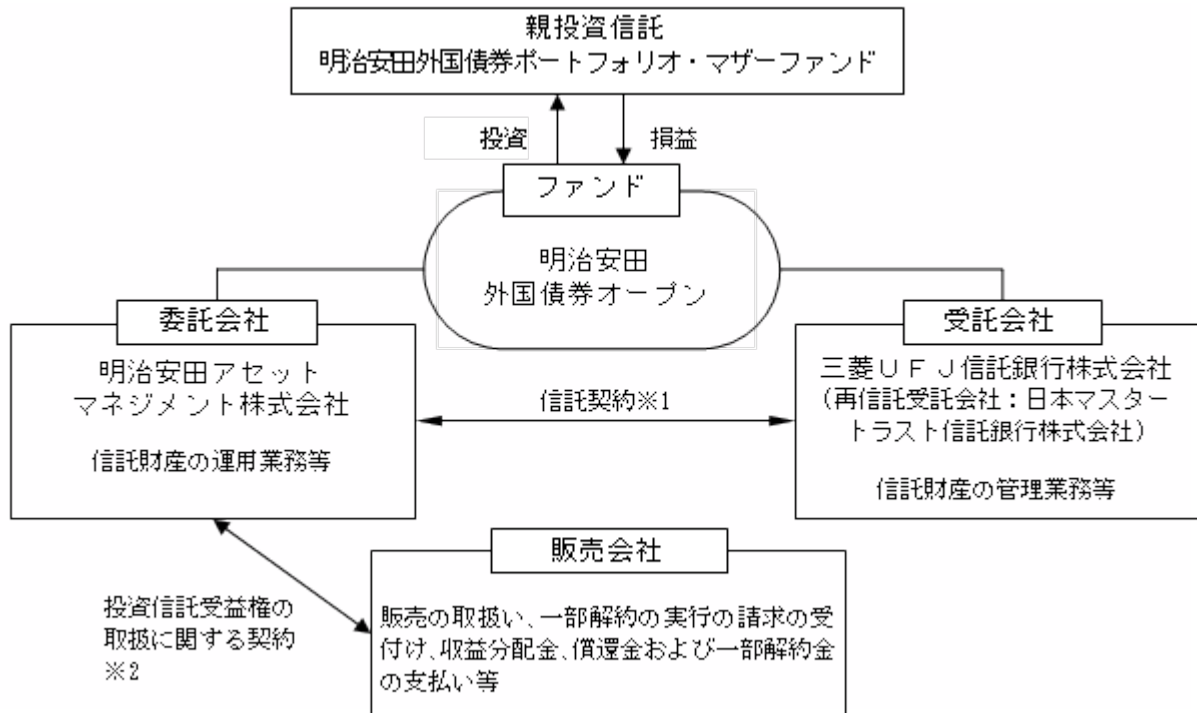 親投資信託
明治安田外国債券ポートフォリオ・マザーファンド
投資
損益
ファンド
明治安田
外国債券オープン
委託会社
明治安田アセット
マネジメント株式会社
信託財産の運用業務等
信託契約※1
受託会社
三菱UFJ信託銀行株式会社
(再信託受託会社:日本マスター
トラスト信託銀行株式会社)
信託財産の管理業務等
投資信託受益権の
取扱に関する契約
※2
販売会社
販売の取扱い、一部解約の実行の請求の受
付け、収益分配金、償還金および一部解約金
の支払い等